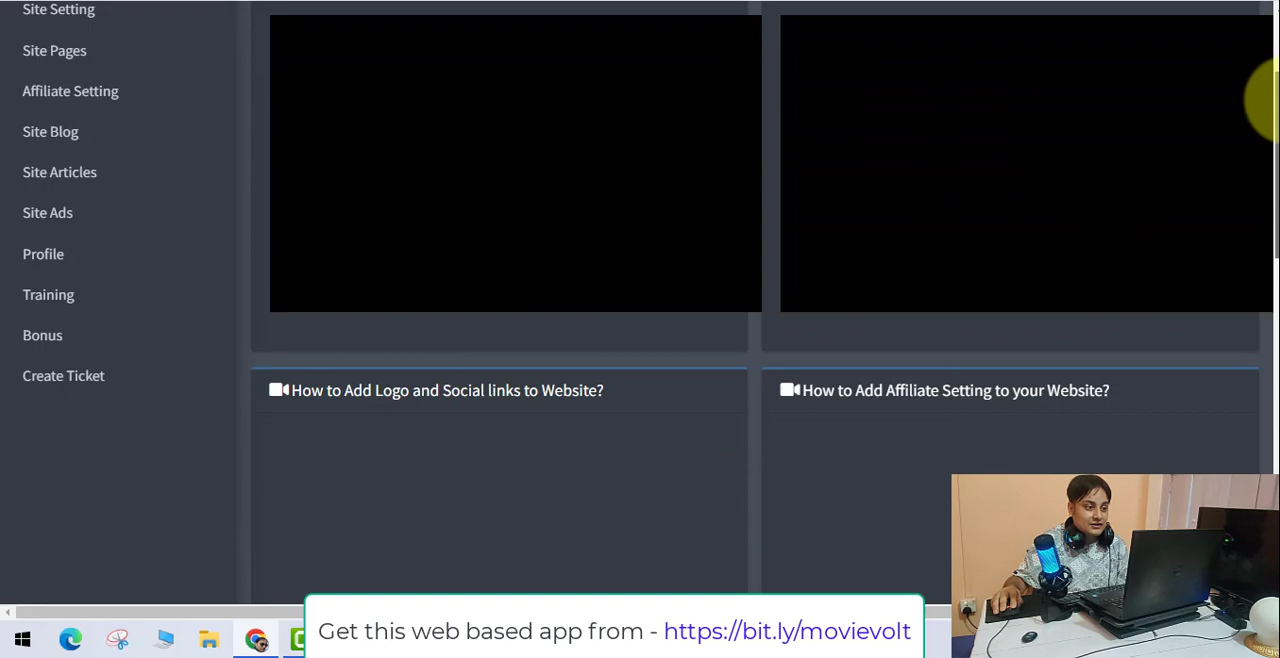 Site Setting
Site Pages
Affiliate Setting
Site Blog
Site Articles
Site Ads
Profile
Training
Bonus
Create Ticket
How to Add Logo and Social links to Website?
How to Add Affiliate Setting to your Website?
Get this web based app from - https://bit.ly/movievolt